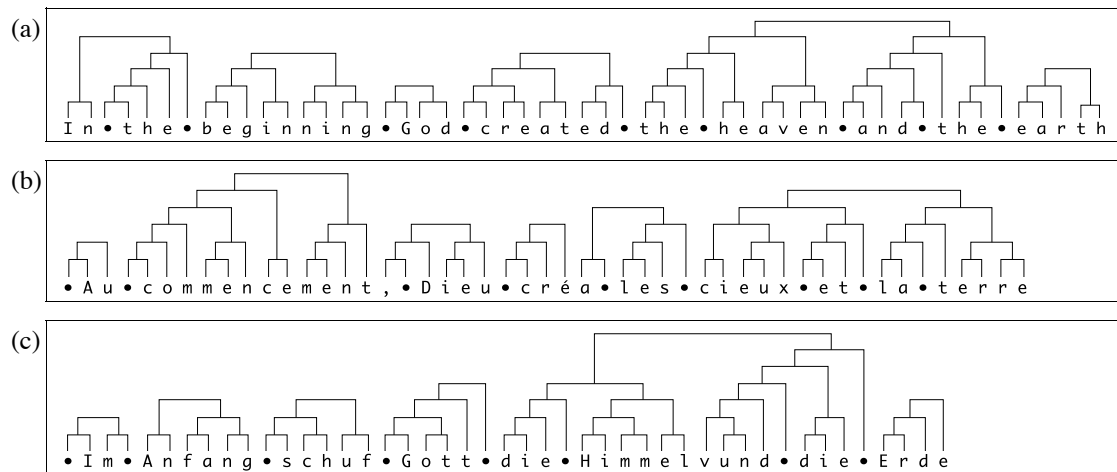 (a)
In•the•beginning•God•created•the•heaven•and•the•earth
(b)
•Au•commencement,•Dieu•créa•les•cieux•et•la•terre
(c)
•Im•Anfang•schuf•Gott•die•Himmelvund•die•Erde